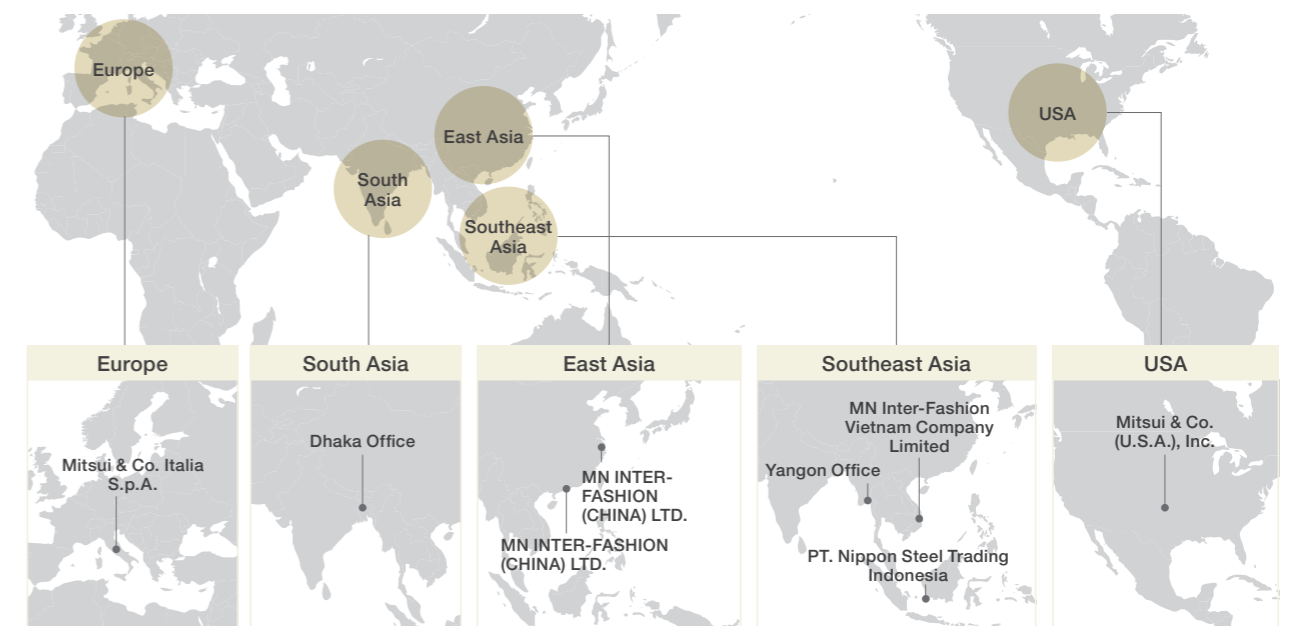 Europe
East Asia
USA
South
Asia
Southeast
Asia
Europe
South Asia
East Asia
Southeast Asia
USA
Mitsui & Co. Italia
S.p.A.
Dhaka Office
MN INTER-
FASHION
(CHINA) LTD.
MN INTER-FASHION
(CHINA) LTD.
MN Inter-Fashion
Vietnam Company
Limited
Yangon Office
PT. Nippon Steel Trading
Indonesia
Mitsui & Co.
(U.S.A.), Inc.